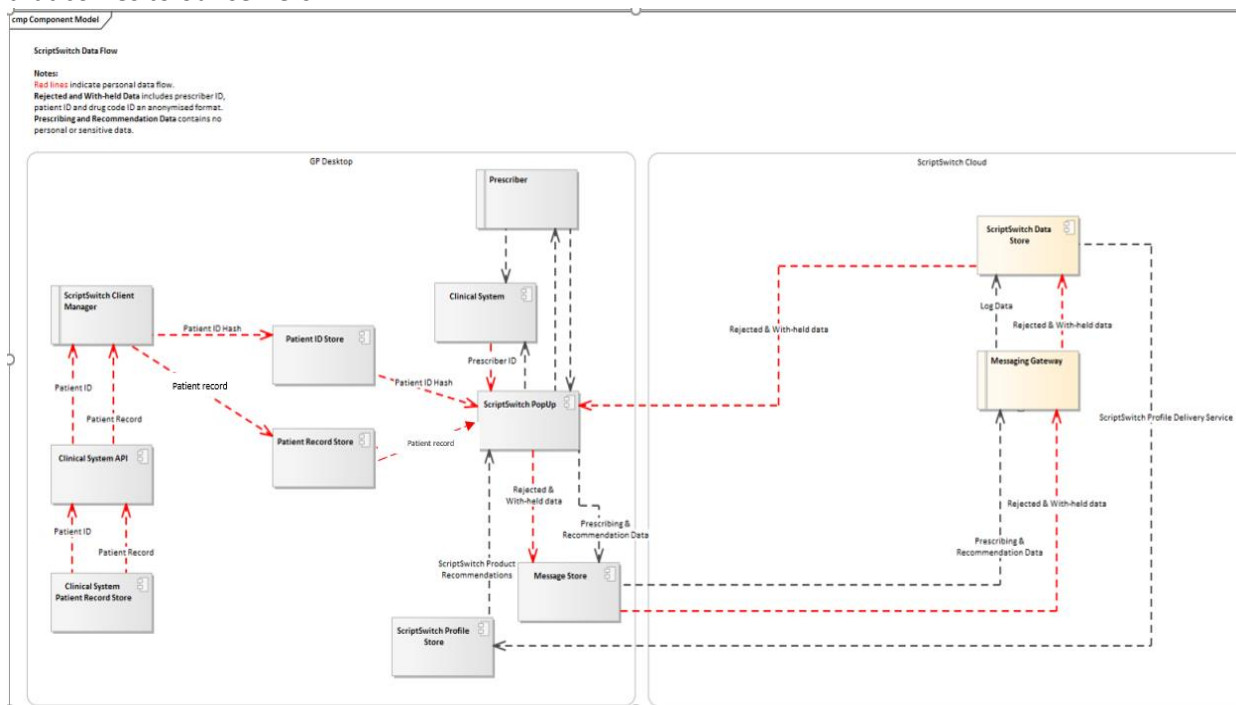 cmp Component Model
ScriptSwitch Data Flow
Notes:
Red lines indicate personal data flow.
Rejected and With-held Data includes prescriber ID,
patient ID and drug code ID an anonymised format.
Prescribing and Recommendation Data contains no
personal or sensitive data.
GP Desktop
ScriptSwitch Cloud
Prescriber
ScriptSwitch Data
Store
ScriptSwitch Client
Manager
Clinical System
Log Data
Patient ID Hash
Patient ID Store
Rejected & With-held data
Rejected & With-held data
Prescriber ID
Messaging Gateway
Patient ID
Patient record
Patient ID Hash
ScriptSwitch PopUp
Patient Record
ScriptSwitch Profile Delivery Service
Patient Record Store
Patient record
Clinical System API
Rejected &
With-held data
Rejected & With-held data
Patient ID
Patient Record
Prescribing &
Recommendation Data
Prescribing &
Recommendation Data
ScriptSwitch Product
Recommendations
Message Store
Clinical System
Patient Record Store
ScriptSwitch Profile
Store